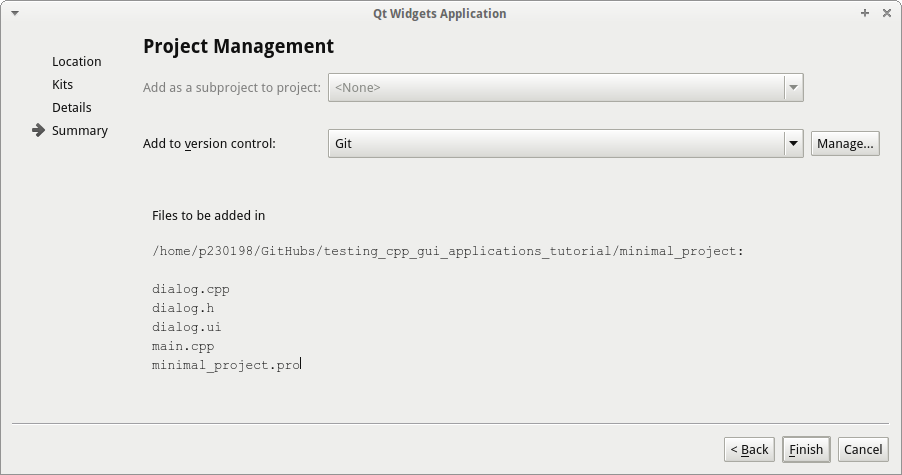 Qt Widgets Application
Location
Kits
Details
Summary
Project Management
Add as a subproject to project: <None>
Add to version control: Git Manage...
Files to be added in
/home/p230198/GitHubs/testing_cpp_gui_applications_tutorial/minimal_project:
dialog.cpp
dialog.h
dialog.ui
main.cpp
minimal_project.pro
< Back Finish Cancel